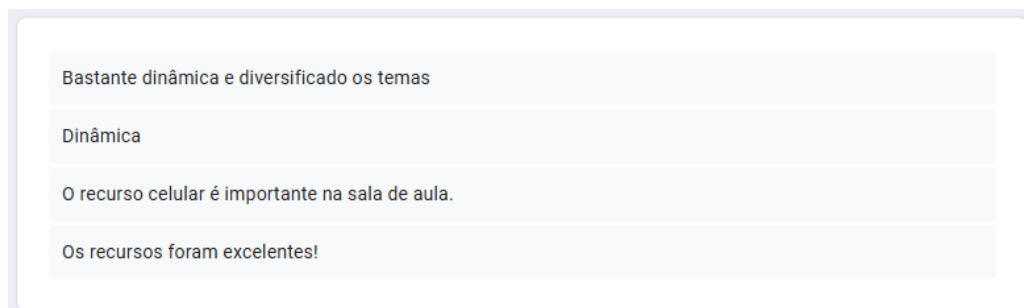 Bastante dinâmica e diversificado os temas
Dinâmica
O recurso celular é importante na sala de aula.
Os recursos foram excelentes!